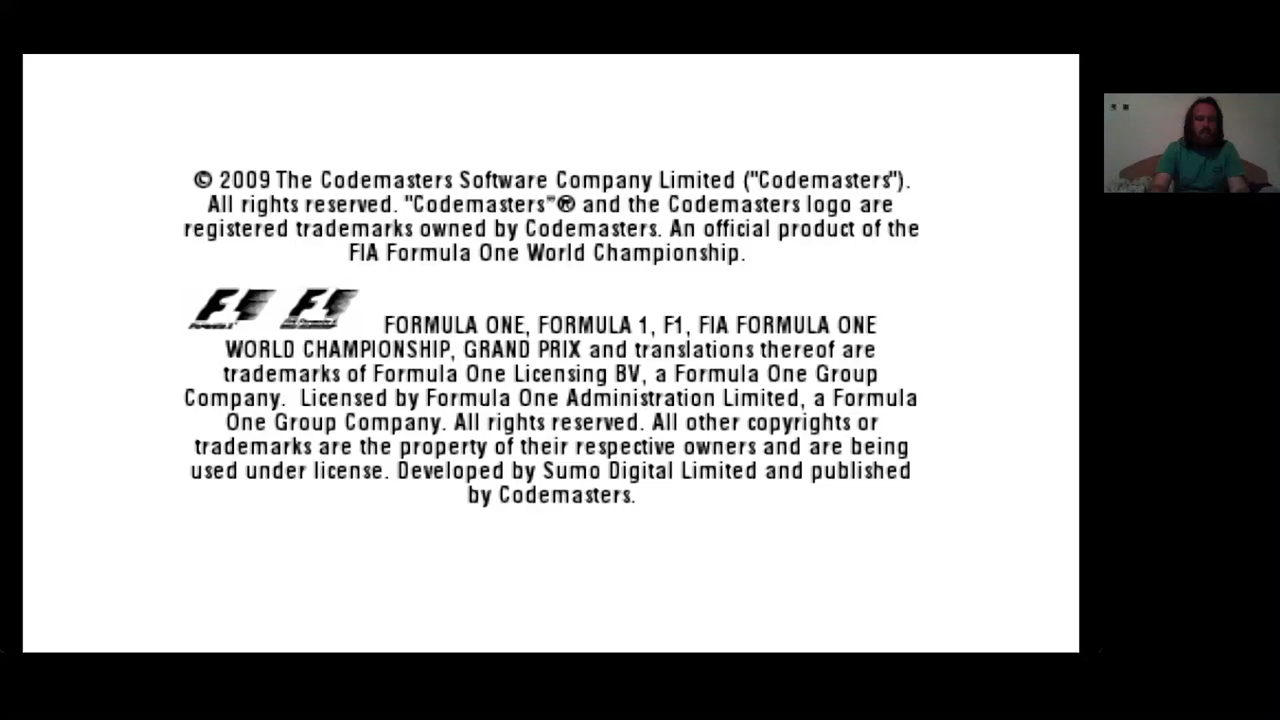 © 2009 The Codemasters Software Company Limited ("Codemasters").
All rights reserved. "Codemasters"® and the Codemasters logo are
registered trademarks owned by Codemasters. An official product of the
FIA Formula One World Championship.
F1 F1 FORMULA ONE, FORMULA 1, F1, FIA FORMULA ONE
Formula 1
WORLD CHAMPIONSHIP, GRAND PRIX and translations thereof are
trademarks of Formula One Licensing BV, a Formula One Group
Company. Licensed by Formula One Administration Limited, a Formula
One Group Company. All rights reserved. All other copyrights or
trademarks are the property of their respective owners and are being
used under license. Developed by Sumo Digital Limited and published
by Codemasters.